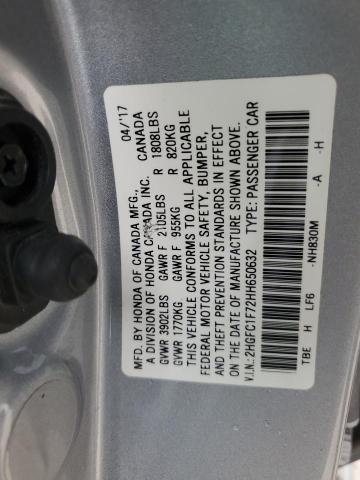 MFD. BY HONDA OF CANADA MFG., 04/'17
A DIVISION OF HONDA CANADA INC. CANADA
GVWR 3902LBS GAWR F 2105LBS R 1808LBS
GVWR 1770KG GAWR F 955KG R 820KG
THIS VEHICLE CONFORMS TO ALL APPLICABLE
FEDERAL MOTOR VEHICLE SAFETY, BUMPER,
AND THEFT PREVENTION STANDARDS IN EFFECT
ON THE DATE OF MANUFACTURE SHOWN ABOVE.
V.I.N.: 2HGFC1F72HH650632 TYPE: PASSENGER CAR
TBE H LF6 -NH830M -A -H